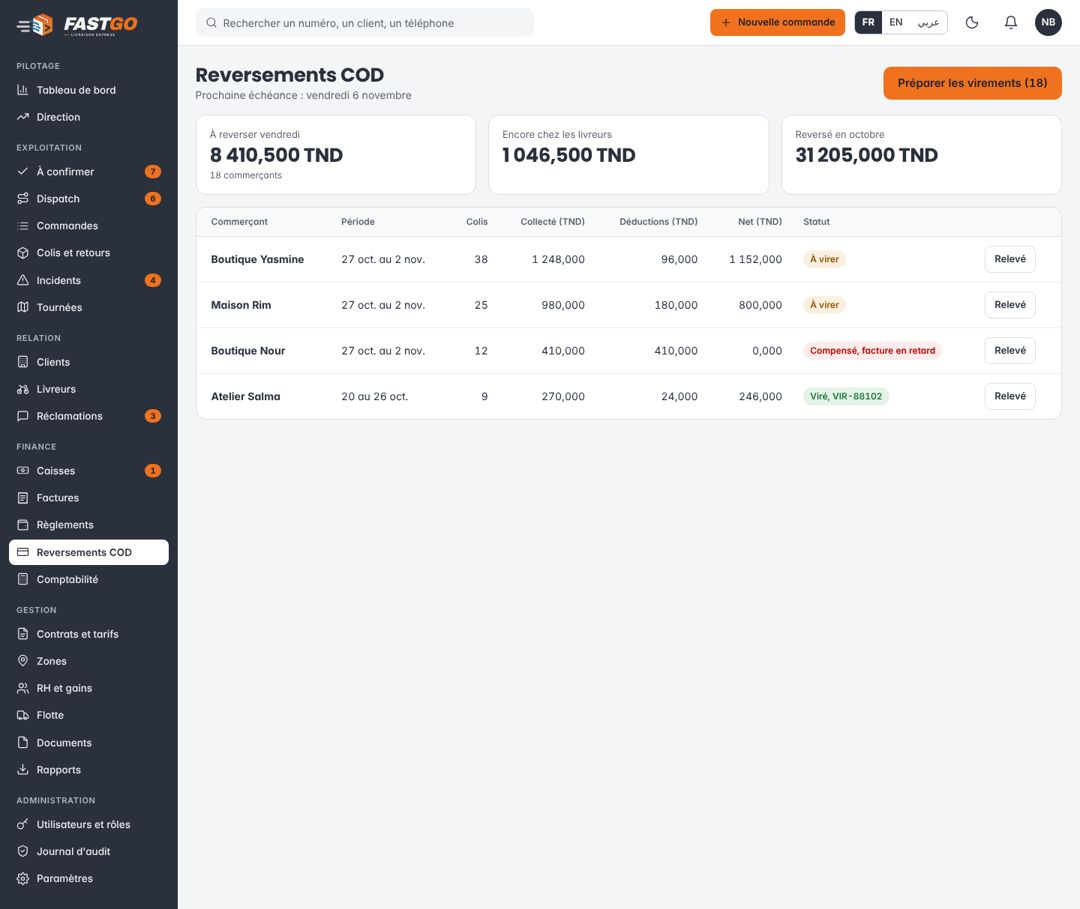 FASTGO
LIVRAISON EXPRESS
Rechercher un numéro, un client, un téléphone
+ Nouvelle commande
FR EN عربي
NB
PILOTAGE
Tableau de bord
Direction
EXPLOITATION
À confirmer 7
Dispatch 6
Commandes
Colis et retours
Incidents 4
Tournées
RELATION
Clients
Livreurs
Réclamations 3
FINANCE
Caisses 1
Factures
Règlements
Reversements COD
Comptabilité
GESTION
Contrats et tarifs
Zones
RH et gains
Flotte
Documents
Rapports
ADMINISTRATION
Utilisateurs et rôles
Journal d'audit
Paramètres
Reversements COD
Prochaine échéance : vendredi 6 novembre
Préparer les virements (18)
À reverser vendredi
8 410,500 TND
18 commerçants
Encore chez les livreurs
1 046,500 TND
Reversé en octobre
31 205,000 TND
Commerçant Période Colis Collecté (TND) Déductions (TND) Net (TND) Statut
Boutique Yasmine 27 oct. au 2 nov. 38 1 248,000 96,000 1 152,000 À virer Relevé
Maison Rim 27 oct. au 2 nov. 25 980,000 180,000 800,000 À virer Relevé
Boutique Nour 27 oct. au 2 nov. 12 410,000 410,000 0,000 Compensé, facture en retard Relevé
Atelier Salma 20 au 26 oct. 9 270,000 24,000 246,000 Viré, VIR-88102 Relevé